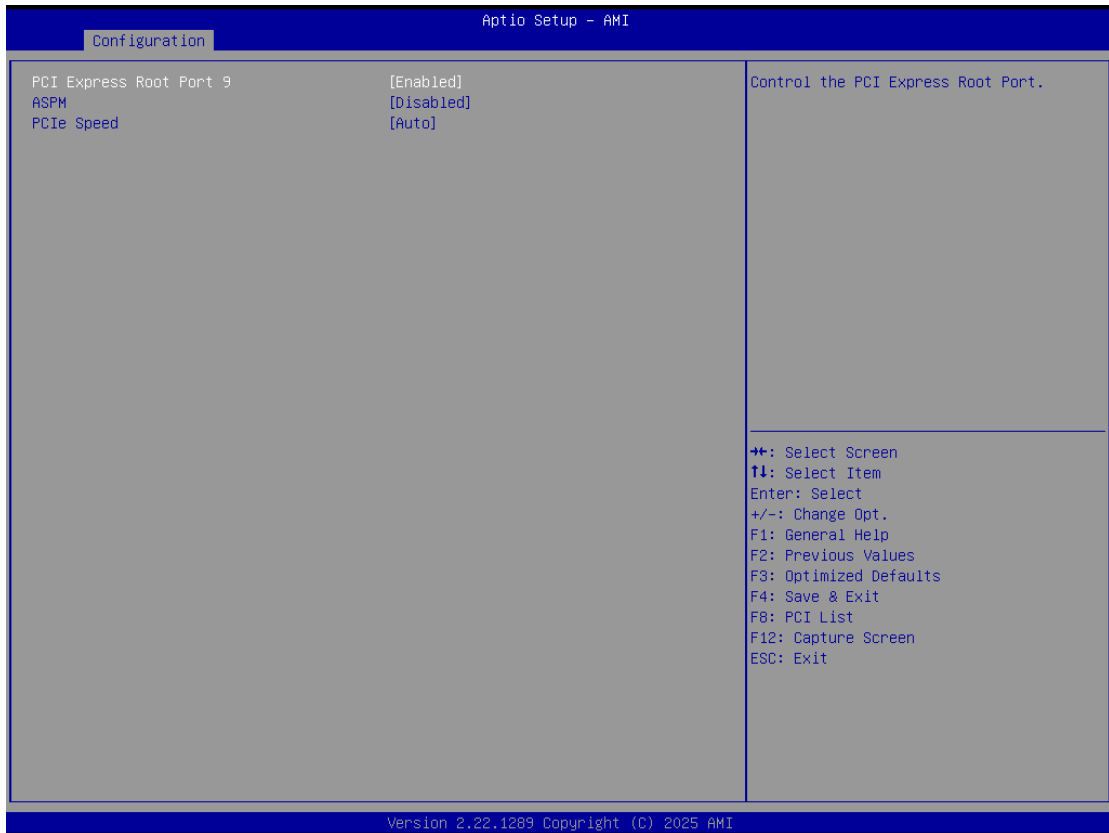 Aptio Setup – AMI
Configuration
PCI Express Root Port 9 [Enabled]
ASPM [Disabled]
PCIe Speed [Auto]
Control the PCI Express Root Port.
→←: Select Screen
↑↓: Select Item
Enter: Select
+/-: Change Opt.
F1: General Help
F2: Previous Values
F3: Optimized Defaults
F4: Save & Exit
F8: PCI List
F12: Capture Screen
ESC: Exit
Version 2.22.1289 Copyright (C) 2025 AMI